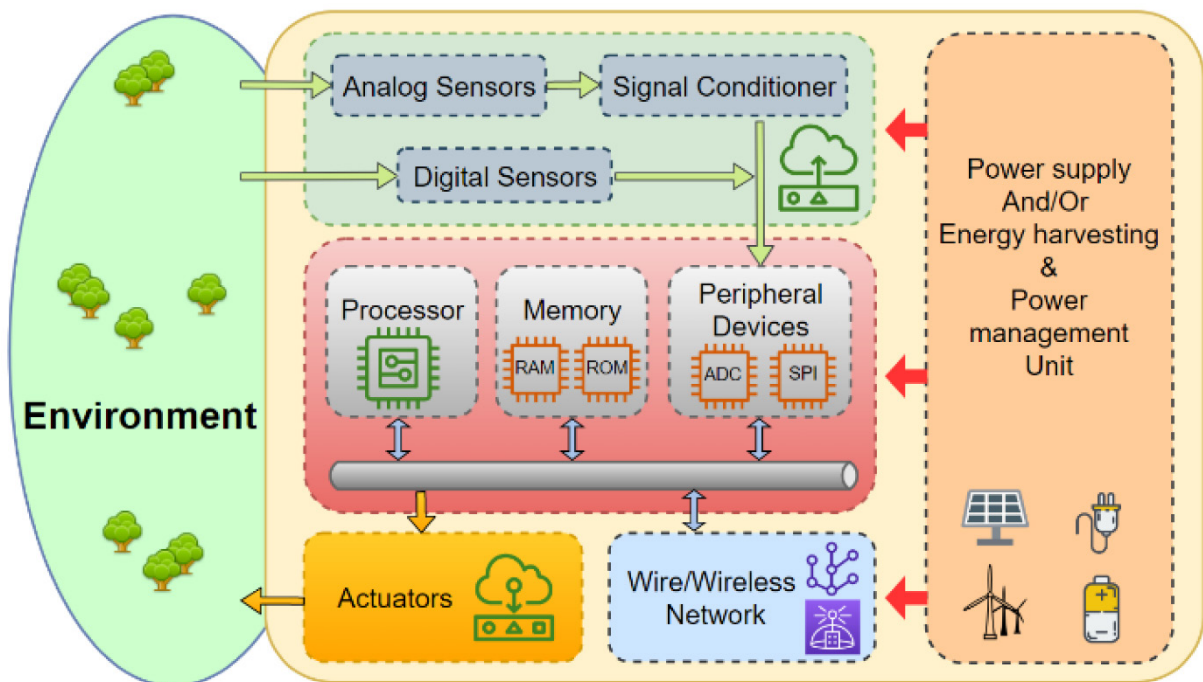 Analog Sensors
Signal Conditioner
Digital Sensors
Processor
Memory
RAM
ROM
Peripheral
Devices
ADC
SPI
Environment
Actuators
Wire/Wireless
Network
Power supply
And/Or
Energy harvesting
&
Power
management
Unit